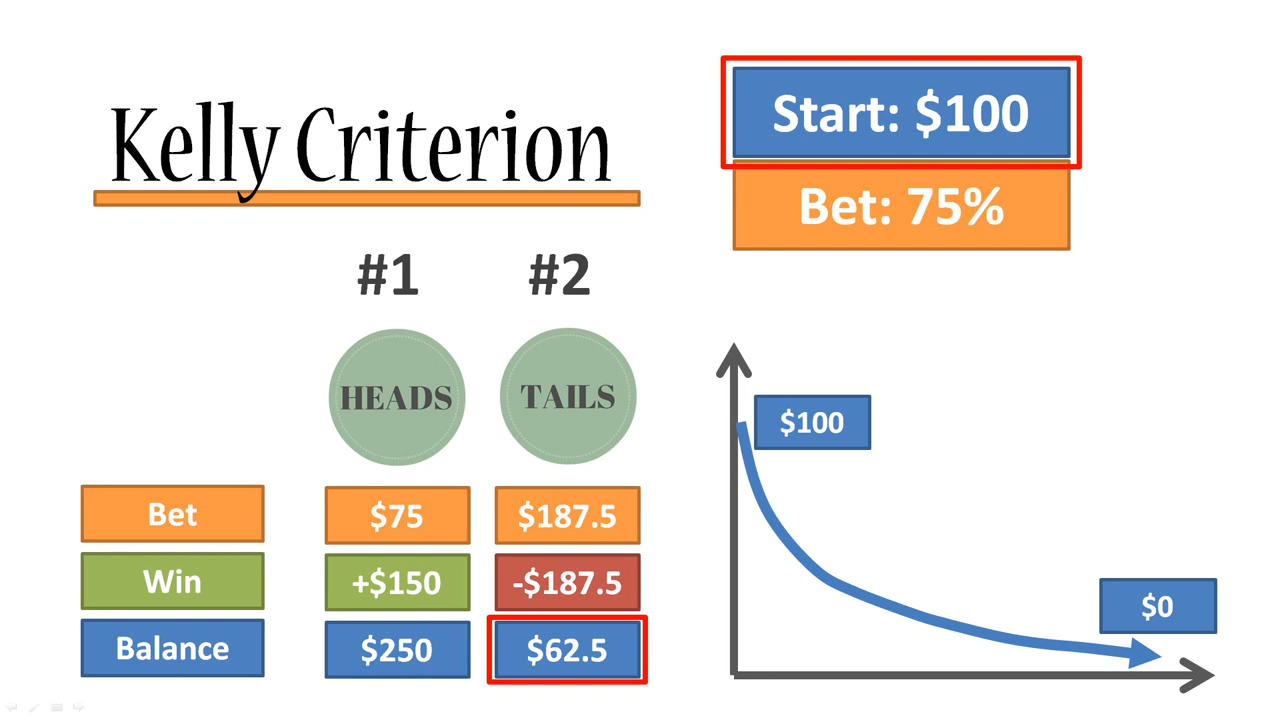 Kelly Criterion
Start: $100
Bet: 75%
#1 #2
HEADS TAILS
Bet $75 $187.5
Win +$150 -$187.5
Balance $250 $62.5
$100
$0